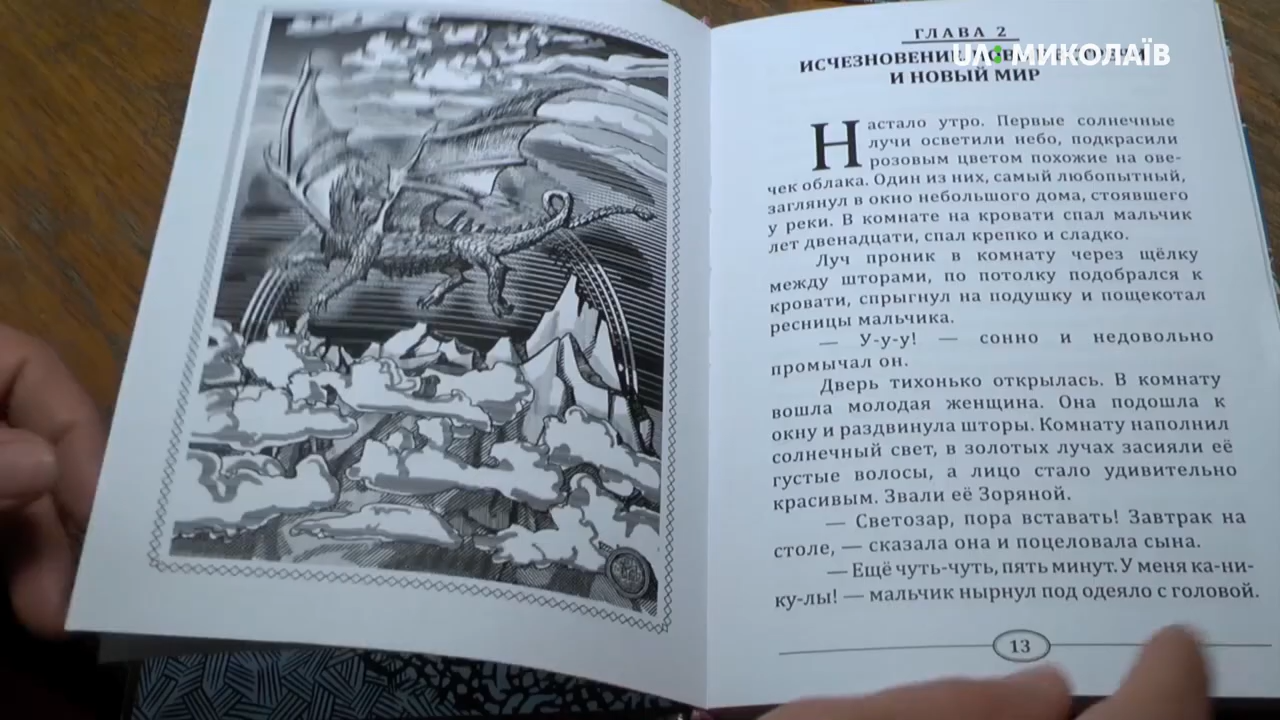 ГЛАВА 2
UA: МИКОЛАЇВ
ИСЧЕЗНОВЕНИЕ
И НОВЫЙ МИР
Настало утро. Первые солнечные
лучи осветили небо, подкрасили
розовым цветом похожие на ове-
чек облака. Один из них, самый любопытный,
заглянул в окно небольшого дома, стоявшего
у реки. В комнате на кровати спал мальчик
лет двенадцати, спал крепко и сладко.
Луч проник в комнату через щёлку
между шторами, по потолку подобрался к
кровати, спрыгнул на подушку и пощекотал
ресницы мальчика.
— У-у-у! — сонно и недовольно
промычал он.
Дверь тихонько открылась. В комнату
вошла молодая женщина. Она подошла к
окну и раздвинула шторы. Комнату наполнил
солнечный свет, в золотых лучах засияли её
густые волосы, а лицо стало удивительно
красивым. Звали её Зоряной.
— Светозар, пора вставать! Завтрак на
столе, — сказала она и поцеловала сына.
— Ещё чуть-чуть, пять минут. У меня ка-ни-
ку-лы! — мальчик нырнул под одеяло с головой.
13